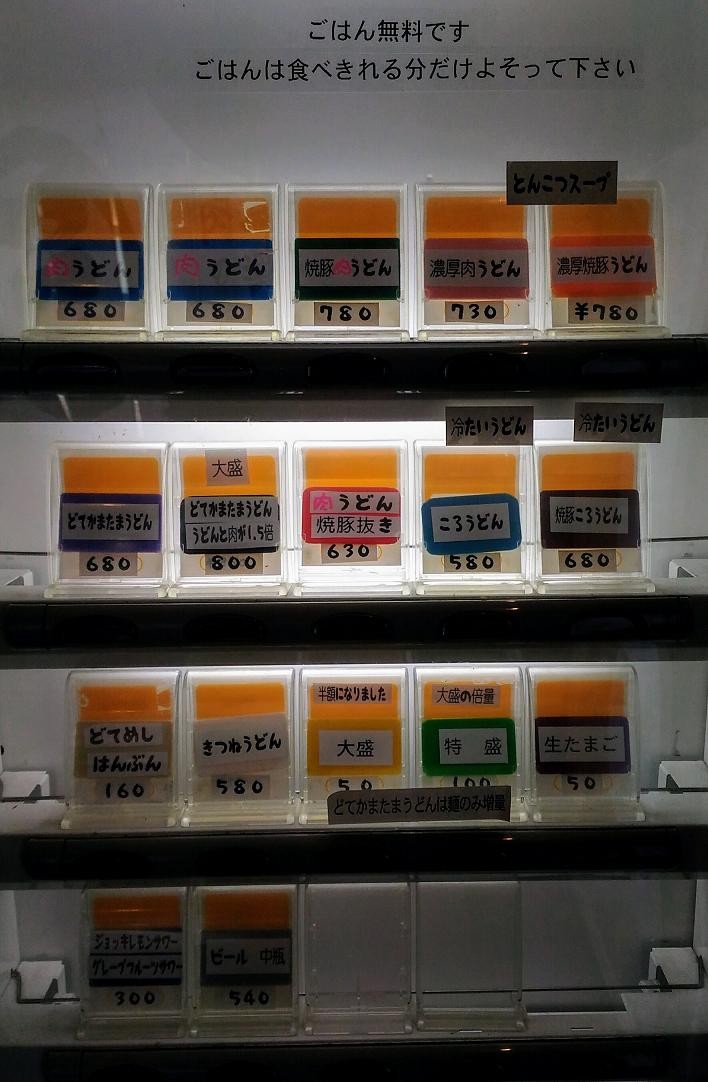 ごはん無料です
ごはんは食べきれる分だけよそって下さい
とんこつスープ
肉うどん
680
肉うどん
680
焼豚肉うどん
780
濃厚肉うどん
730
濃厚焼豚うどん
¥780
冷たいうどん
冷たいうどん
どてかまたまうどん
680
大盛
どてかまたまうどん
うどんと肉が1.5倍
800
肉うどん
焼豚抜き
630
ころうどん
580
焼豚ころうどん
680
どてめし
はんぶん
160
きつねうどん
580
半額になりました
大盛
50
大盛の倍量
特 盛
100
生たまご
50
どてかまたまうどんは麺のみ増量
ジョッキレモンサワー
グレープフルーツサワー
300
ビール 中瓶
540